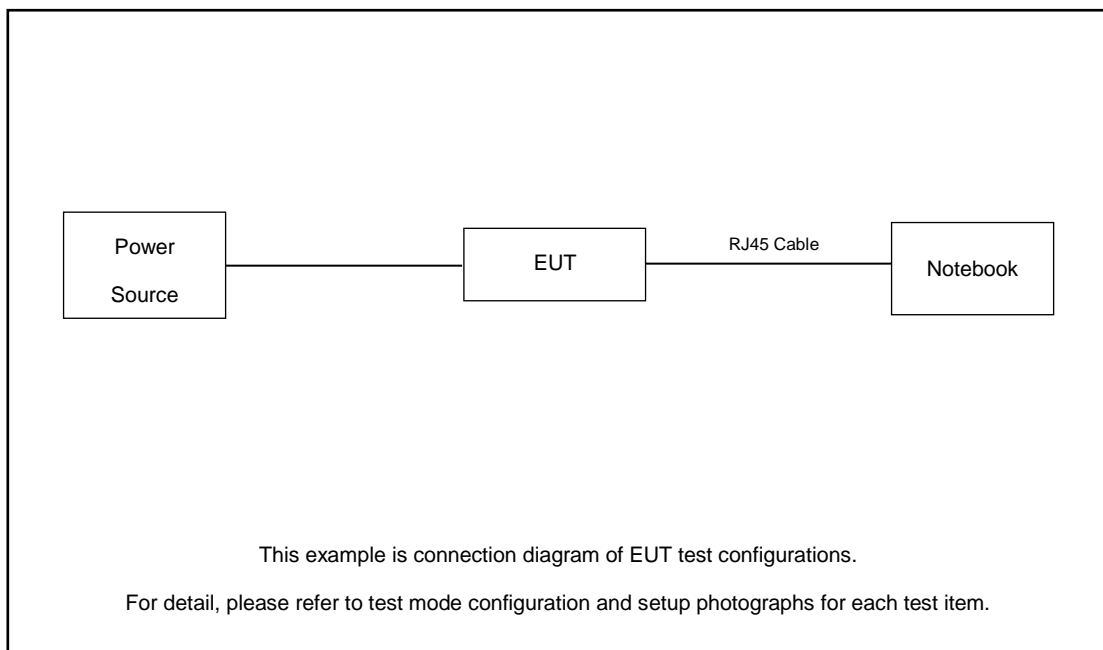 Power
Source
EUT
RJ45 Cable
Notebook
This example is connection diagram of EUT test configurations.
For detail, please refer to test mode configuration and setup photographs for each test item.